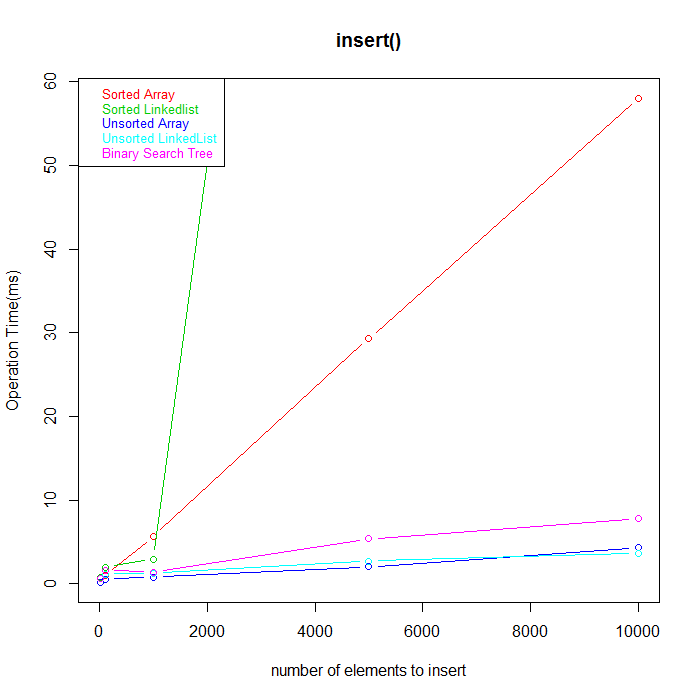 insert()
Sorted Array
Sorted Linkedlist
Unsorted Array
Unsorted LinkedList
Binary Search Tree
Operation Time(ms)
60
50
40
30
20
10
0
0 2000 4000 6000 8000 10000
number of elements to insert